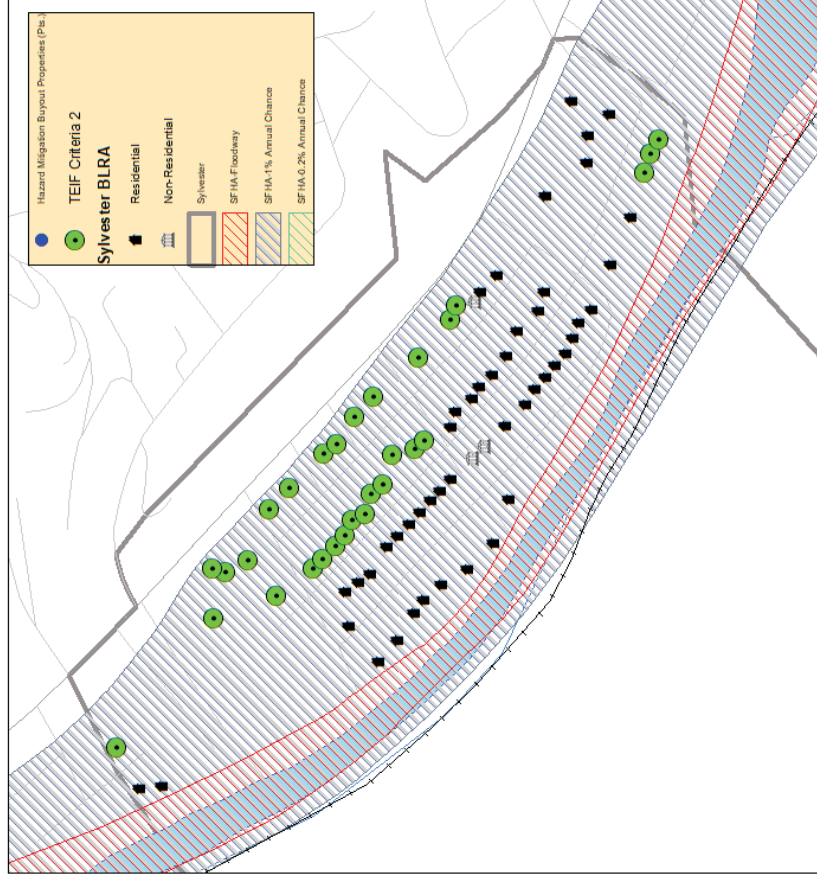 Hazard Mitigation Buyout Properties (Pts.)
TEIF Criteria 2
Sylvester BLRA
Residential
Non-Residential
Sylvester
SFHA-Floodway
SFHA-1% Annual Chance
SFHA-0.2% Annual Chance